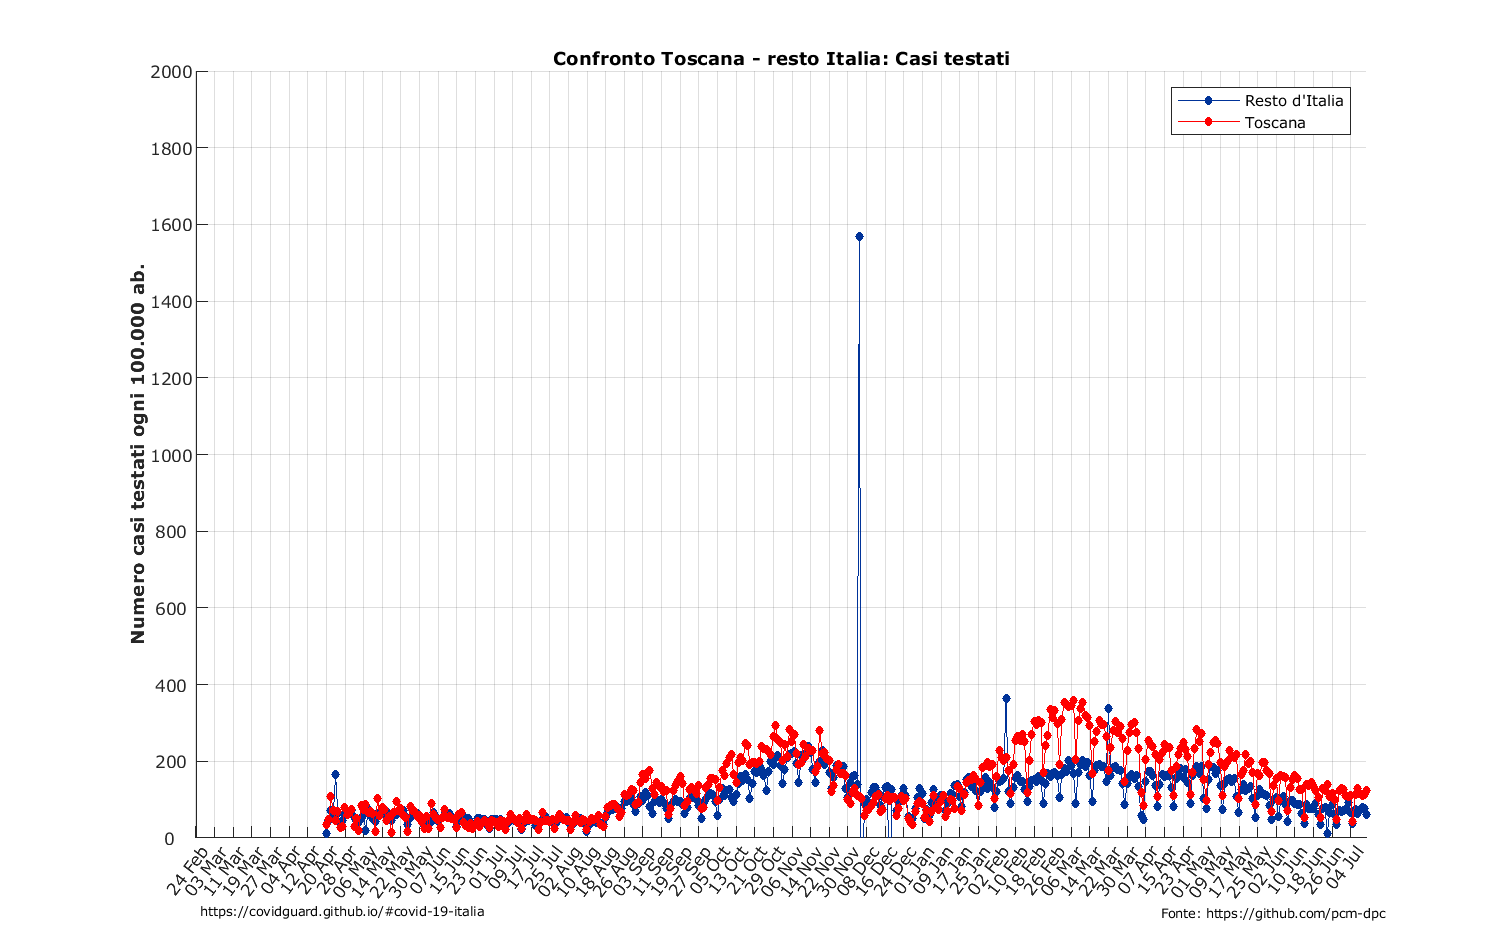 Confronto Toscana - resto Italia: Casi testati
Resto d'Italia
Toscana
Numero casi testati ogni 100.000 ab.
2000
1800
1600
1400
1200
1000
800
600
400
200
0
24 Feb
03 Mar
11 Mar
19 Mar
27 Mar
04 Apr
12 Apr
20 Apr
28 Apr
06 May
14 May
22 May
30 May
07 Jun
15 Jun
23 Jun
01 Jul
09 Jul
17 Jul
25 Jul
02 Aug
10 Aug
18 Aug
26 Aug
03 Sep
11 Sep
19 Sep
27 Sep
05 Oct
13 Oct
21 Oct
29 Oct
06 Nov
14 Nov
22 Nov
30 Nov
08 Dec
16 Dec
24 Dec
01 Jan
09 Jan
17 Jan
25 Jan
02 Feb
10 Feb
18 Feb
26 Feb
06 Mar
14 Mar
22 Mar
30 Mar
07 Apr
15 Apr
23 Apr
01 May
09 May
17 May
25 May
02 Jun
10 Jun
18 Jun
26 Jun
04 Jul
https://covidguard.github.io/#covid-19-italia
Fonte: https://github.com/pcm-dpc